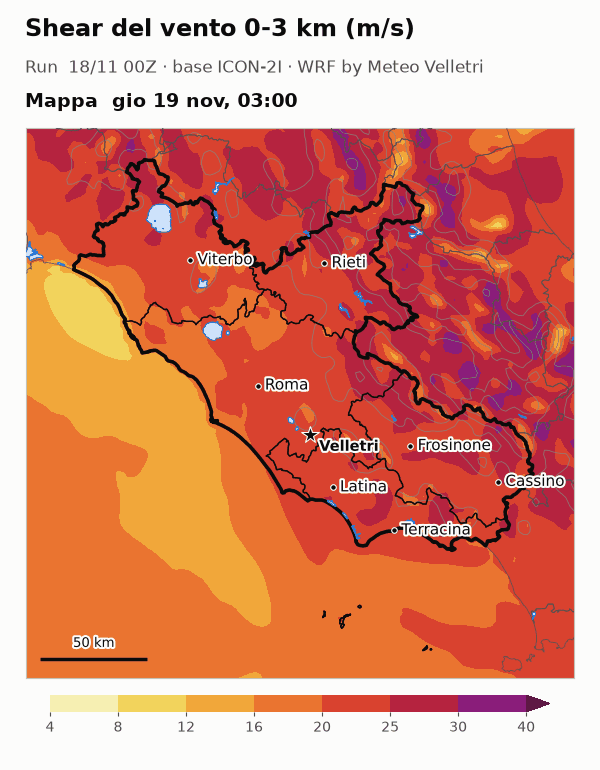 Shear del vento 0-3 km (m/s)
Run  18/11 00Z · base ICON-2I · WRF by Meteo Velletri
Mappa  gio 19 nov, 03:00
Viterbo
Rieti
Roma
Velletri
Frosinone
Latina
Cassino
Terracina
50 km
4 8 12 16 20 25 30 40